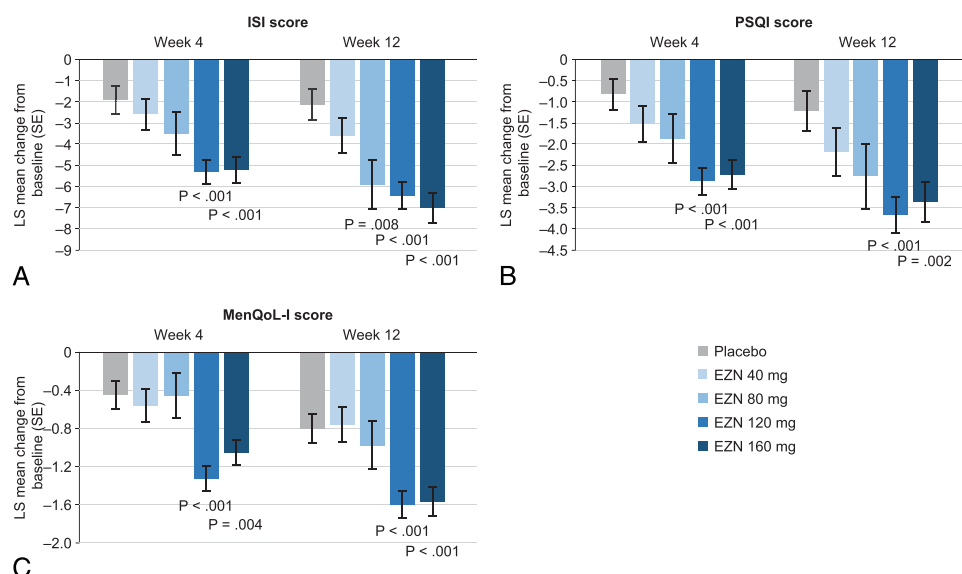 ISI score
Week 4
Week 12
LS mean change from
baseline (SE)
0
–1
–2
–3
–4
–5
–6
–7
–8
–9
P < .001
P < .001
P = .008
P < .001
P < .001
A
PSQI score
Week 4
Week 12
LS mean change from
baseline (SE)
0
–0.5
–1.0
–1.5
–2.0
–2.5
–3.0
–3.5
–4.0
–4.5
P < .001
P < .001
P < .001
P = .002
B
MenQoL-I score
Week 4
Week 12
LS mean change from
baseline (SE)
0
–0.4
–0.8
–1.2
–1.6
–2.0
P < .001
P = .004
P < .001
P < .001
C
Placebo
EZN 40 mg
EZN 80 mg
EZN 120 mg
EZN 160 mg